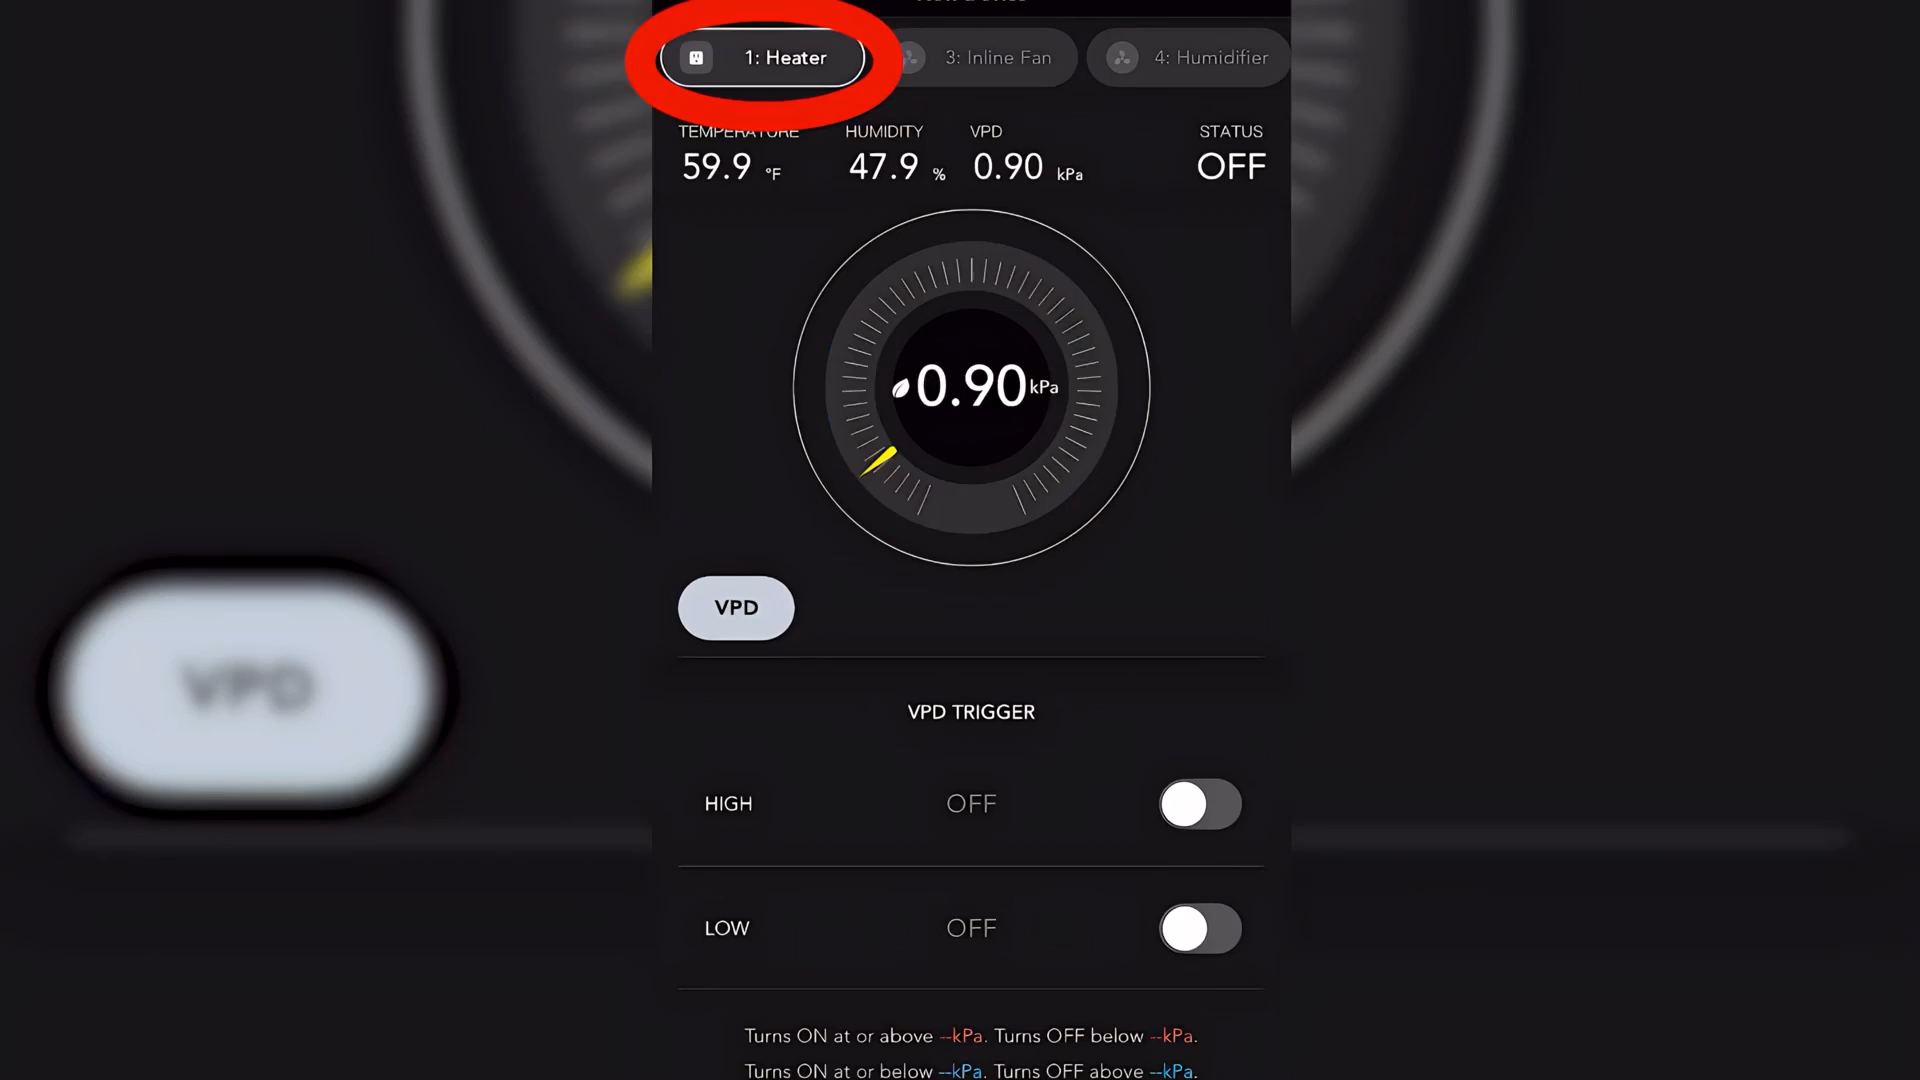 1: Heater
3: Inline Fan
4: Humidifier
TEMPERATURE HUMIDITY VPD STATUS
59.9 °F 47.9 % 0.90 kPa OFF
0.90 kPa
VPD
VPD
VPD TRIGGER
HIGH OFF
LOW OFF
Turns ON at or above --kPa. Turns OFF below --kPa.
Turns ON at or below --kPa. Turns OFF above --kPa.